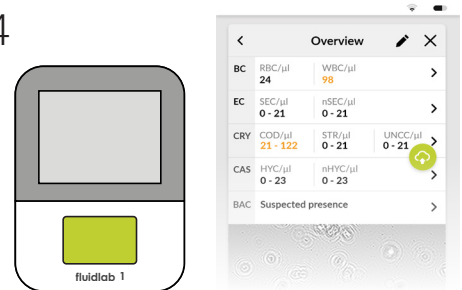 4
fluidlab 1
Overview
BC RBC/µl WBC/µl
24 98
EC SEC/µl nSEC/µl
0 - 21 0 - 21
CRY COD/µl STR/µl UNCC/µl
21 - 122 0 - 21 0 - 21
CAS HYC/µl nHYC/µl
0 - 23 0 - 23
BAC Suspected presence